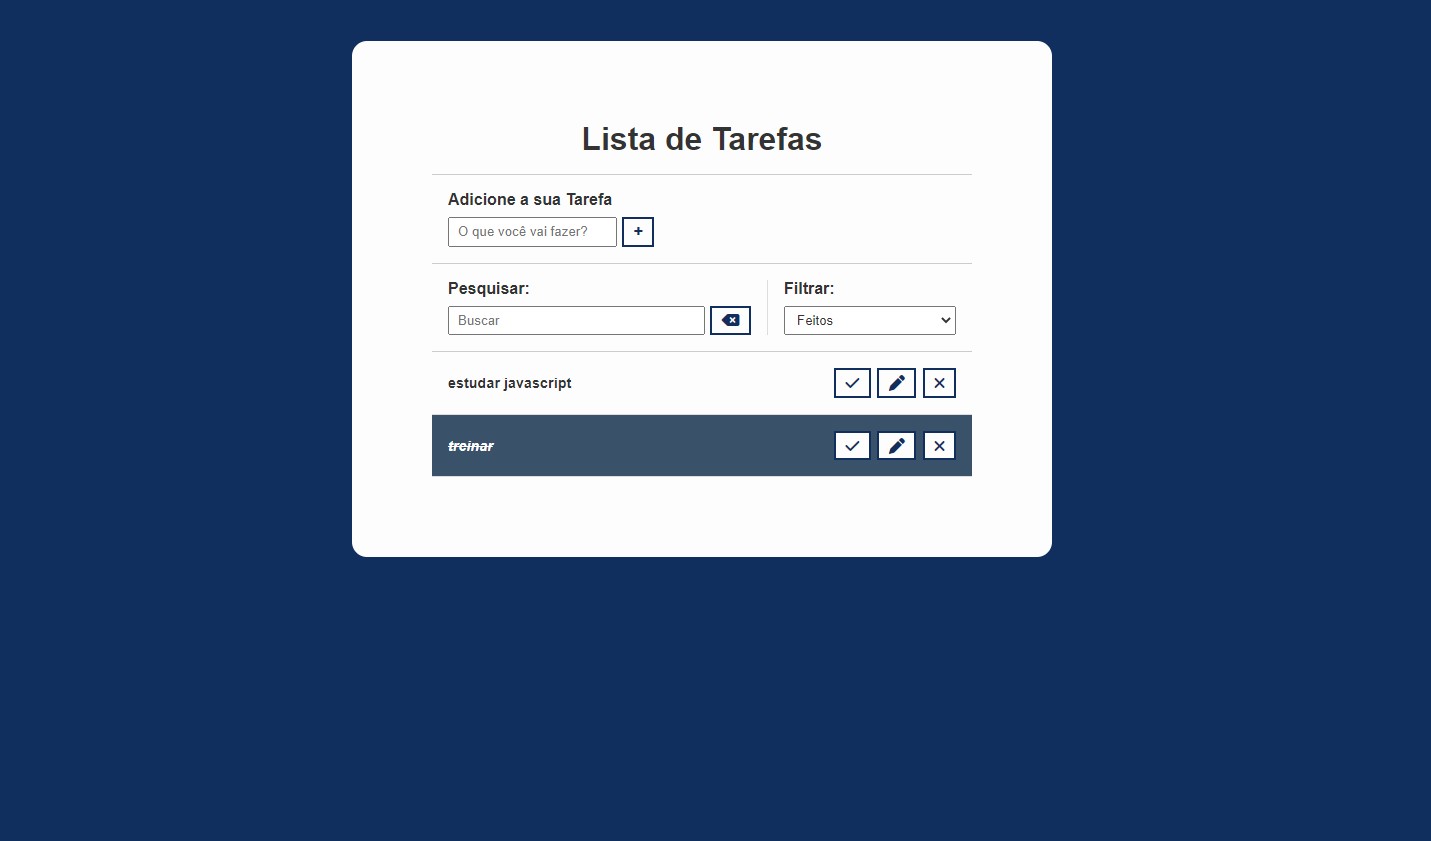 Lista de Tarefas
Adicione a sua Tarefa
O que você vai fazer?
+
Pesquisar:
Filtrar:
Buscar
Feitos
estudar javascript
treinar